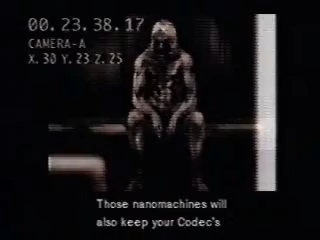 00.23.38.17
CAMERA-A
X.30 Y.23 Z.25
Those nanomachines will
also keep your Codec's